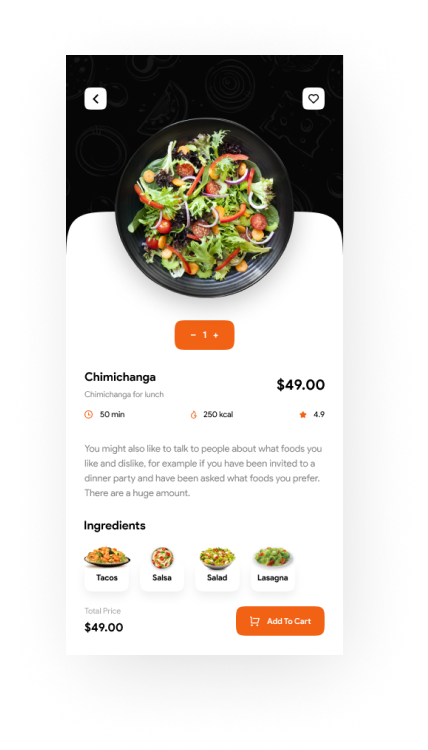 − 1 +
Chimichanga
$49.00
Chimichanga for lunch
50 min
250 kcal
4.9
You might also like to talk to people about what foods you
like and dislike, for example if you have been invited to a
dinner party and have been asked what foods you prefer.
There are a huge amount.
Ingredients
Tacos
Salsa
Salad
Lasagna
Total Price
$49.00
Add To Cart